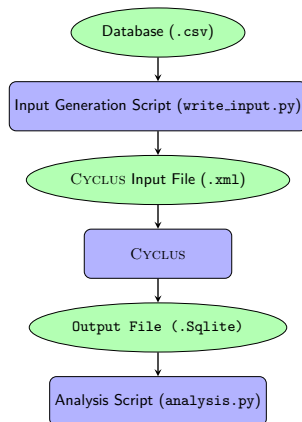 Database (.csv)
Input Generation Script (write_input.py)
Cyclus Input File (.xml)
Cyclus
Output File (.Sqlite)
Analysis Script (analysis.py)